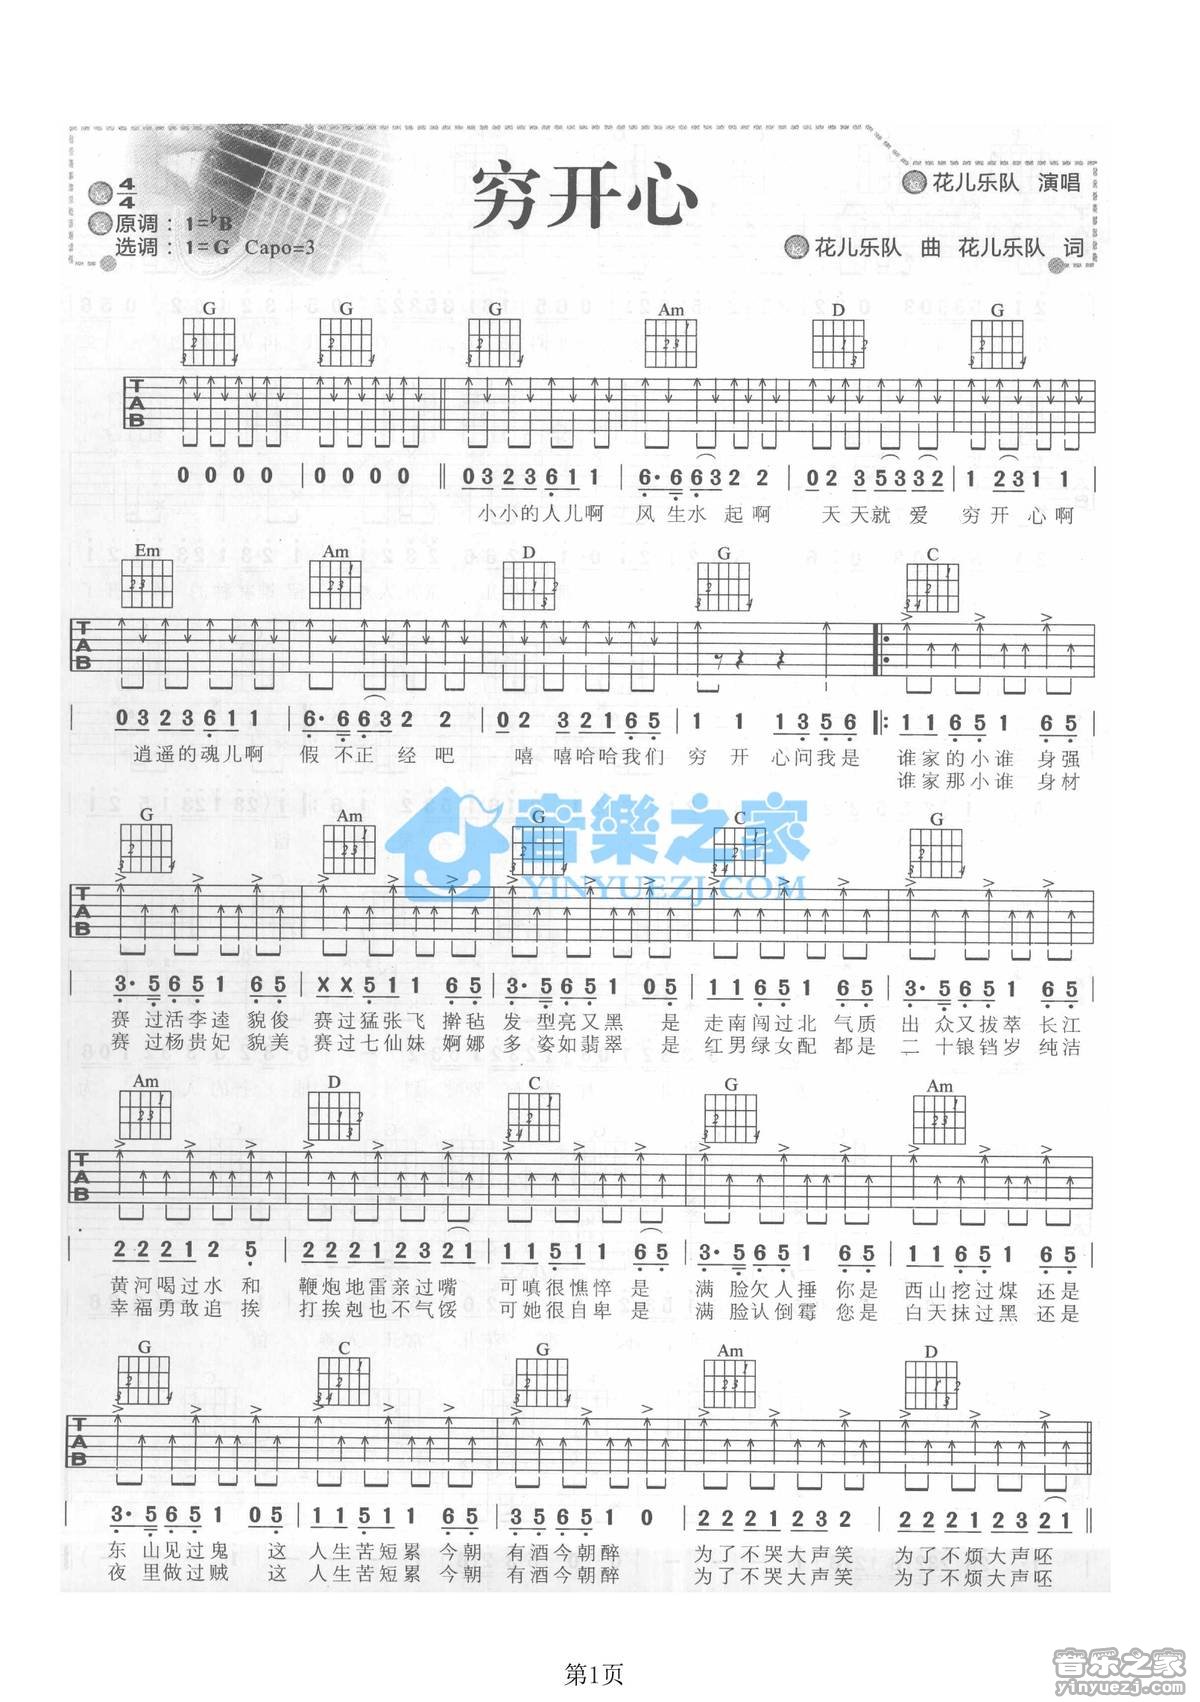 穷开心
花儿乐队 演唱
4/4
原调：1=♭B
选调：1=G Capo=3
花儿乐队 曲 花儿乐队 词
G G G Am D G
T A B
0 0 0 0 | 0 0 0 0 ‖ 0 3 2 3 6 1 1 | 6· 6 6 3 2 2 | 0 2 3 5 3 3 2 | 1 2 3 1 1 |
小小的人儿啊 风生水起啊 天天就爱 穷开心啊
Em Am D G C
T A B
| 0 3 2 3 6 1 1 | 6· 6 6 3 2 2 | 0 2 3 2 1 6 5 | 1 1 1 3 5 6 ‖: 1 1 6 5 1 6 5 |
逍遥的魂儿啊 假不正经吧 嘻嘻哈哈我们 穷开心问我是 谁家的小谁 身强
谁家那小谁 身材
音樂之家
YINYUEZJ.COM
G Am G C G
T A B
| 3· 5 6 5 1 6 5 | X X 5 1 1 6 5 | 3· 5 6 5 1 0 5 | 1 1 6 5 1 6 5 | 3· 5 6 5 1 6 5 |
赛过活李逵 貌俊 赛过猛张飞 擀毡 发型亮又黑 是 走南闯过北 气质 出众又拔萃 长江
赛过杨贵妃 貌美 赛过七仙妹 婀娜 多姿如翡翠 是 红男绿女配 都是 二十锒铛岁 纯洁
Am D C G Am
T A B
| 2 2 2 1 2 5 | 2 2 2 1 2 3 2 1 | 1 1 5 1 1 6 5 | 3· 5 6 5 1 6 5 | 2 2 1 6 1 6 5 |
黄河喝过水 和 鞭炮地雷亲过嘴 可嗔很憔悴 是 满脸欠人捶 你是 西山挖过煤 还是
幸福勇敢追 挨 打挨剋也不气馁 可她很自卑 是 满脸认倒霉 您是 白天抹过黑 还是
G C G Am D
T A B
| 3· 5 6 5 1 0 5 | 1 1 5 1 1 6 5 | 3· 5 6 5 1 0 | 2 2 2 1 2 3 2 | 2 2 2 1 2 3 2 1 ‖
东山见过鬼 这 人生苦短累 今朝 有酒今朝醉 为了不哭大声笑 为了不烦大声呸
夜里做过贼 这 人生苦短累 今朝 有酒今朝醉 为了不哭大声笑 为了不烦大声呸
第1页
音乐之家
yinyuezj.com